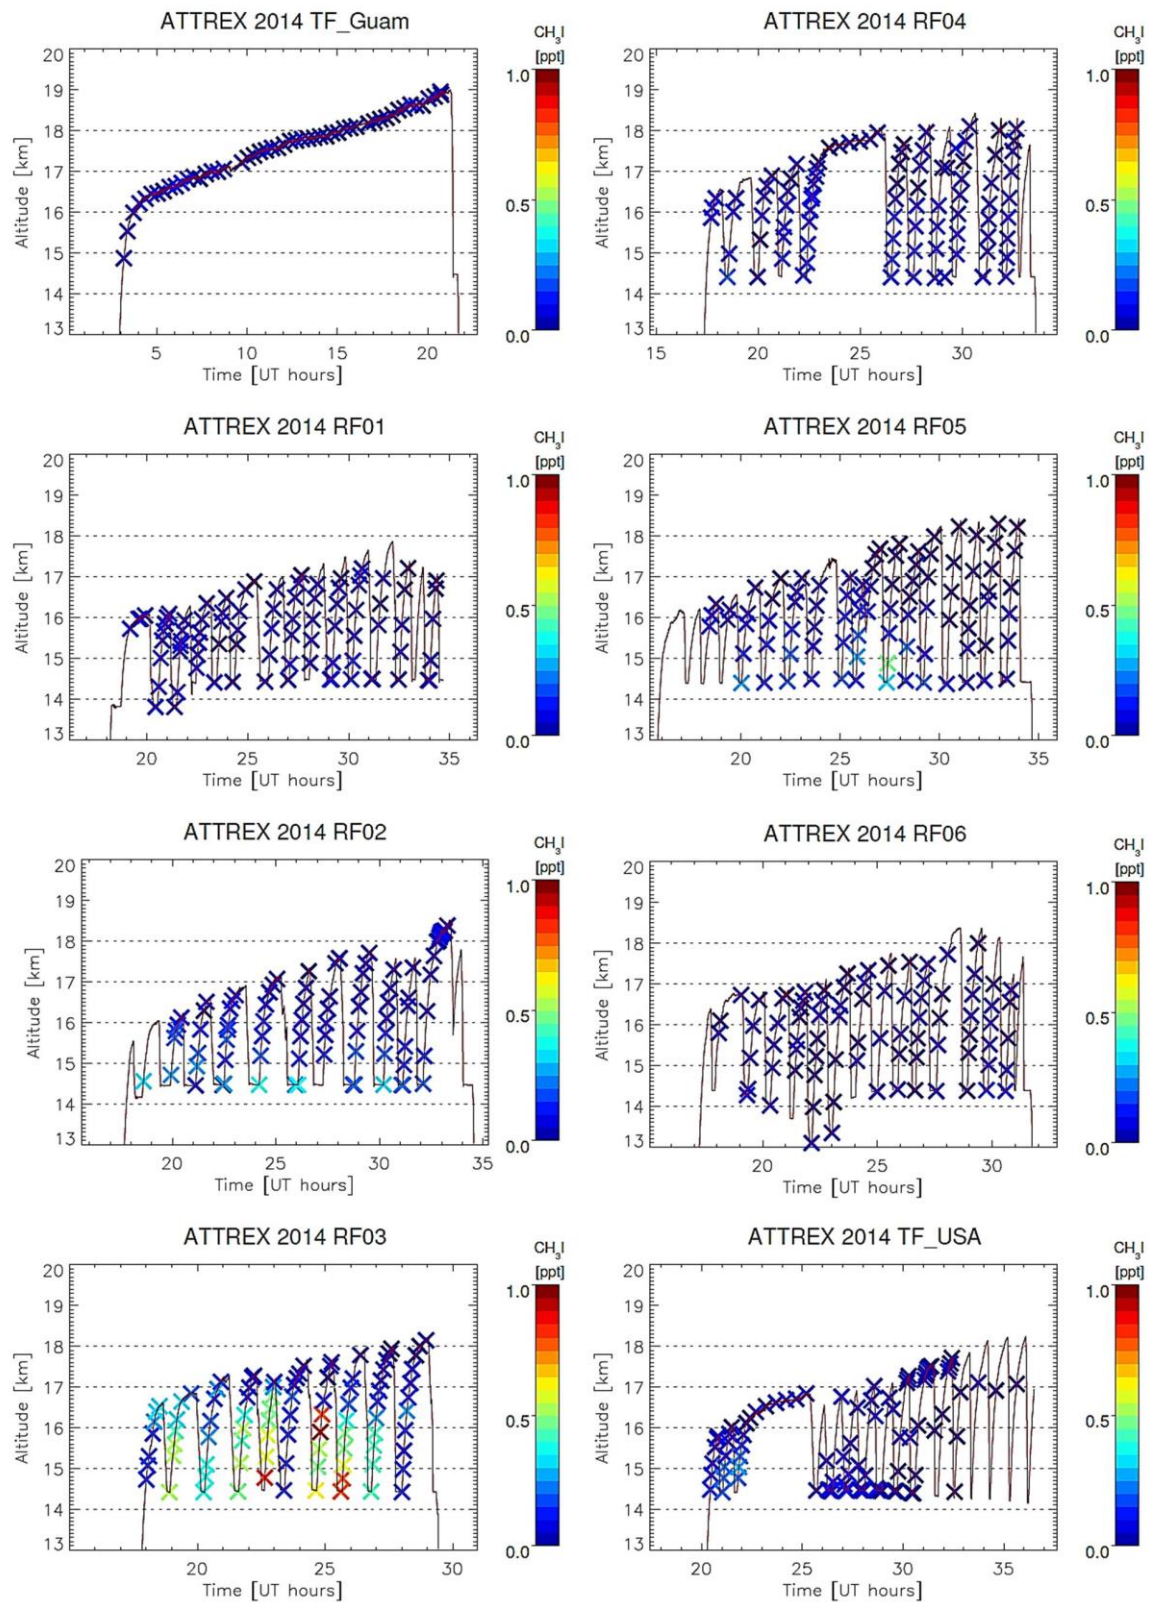 ATTREX 2014 TF_Guam
CH3I
[ppt]
20
19
18
17
16
15
14
13
Altitude [km]
5 10 15 20
Time [UT hours]
1.0
0.5
0.0
ATTREX 2014 RF04
CH3I
[ppt]
20
19
18
17
16
15
14
13
Altitude [km]
15 20 25 30
Time [UT hours]
1.0
0.5
0.0
ATTREX 2014 RF01
CH3I
[ppt]
20
19
18
17
16
15
14
13
Altitude [km]
20 25 30 35
Time [UT hours]
1.0
0.5
0.0
ATTREX 2014 RF05
CH3I
[ppt]
20
19
18
17
16
15
14
13
Altitude [km]
20 25 30 35
Time [UT hours]
1.0
0.5
0.0
ATTREX 2014 RF02
CH3I
[ppt]
20
19
18
17
16
15
14
13
Altitude [km]
20 25 30 35
Time [UT hours]
1.0
0.5
0.0
ATTREX 2014 RF06
CH3I
[ppt]
20
19
18
17
16
15
14
13
Altitude [km]
20 25 30
Time [UT hours]
1.0
0.5
0.0
ATTREX 2014 RF03
CH3I
[ppt]
20
19
18
17
16
15
14
13
Altitude [km]
20 25 30
Time [UT hours]
1.0
0.5
0.0
ATTREX 2014 TF_USA
CH3I
[ppt]
20
19
18
17
16
15
14
13
Altitude [km]
20 25 30 35
Time [UT hours]
1.0
0.5
0.0